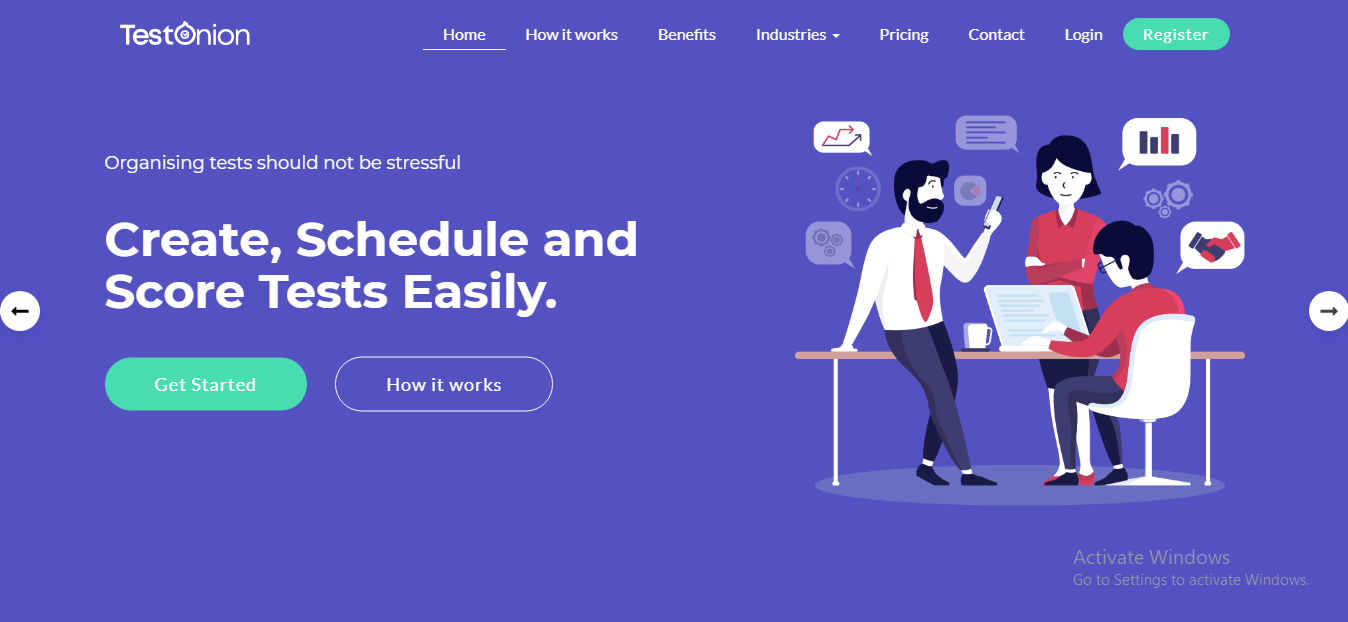 TestOnion
Home How it works Benefits Industries Pricing Contact Login Register
Organising tests should not be stressful
Create, Schedule and
Score Tests Easily.
Get Started How it works
Activate Windows
Go to Settings to activate Windows.